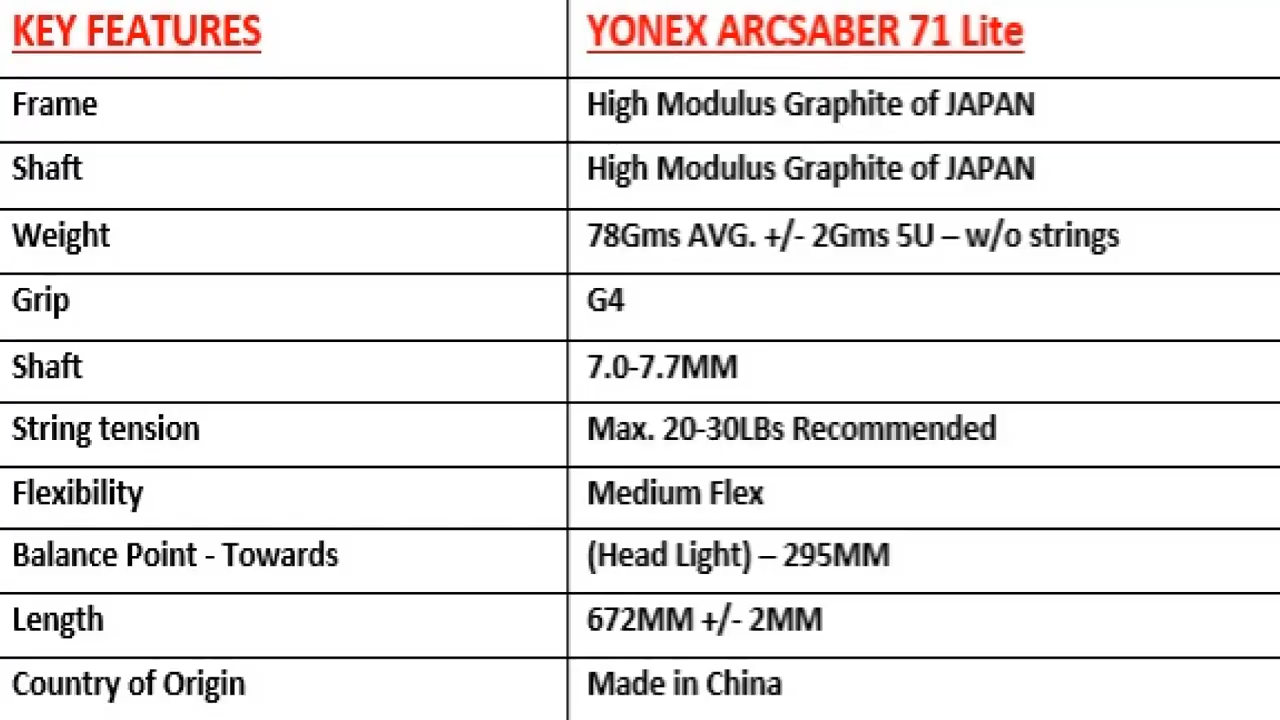 KEY FEATURES YONEX ARCSABER 71 Lite
Frame High Modulus Graphite of JAPAN
Shaft High Modulus Graphite of JAPAN
Weight 78Gms AVG. +/- 2Gms 5U – w/o strings
Grip G4
Shaft 7.0-7.7MM
String tension Max. 20-30LBs Recommended
Flexibility Medium Flex
Balance Point - Towards (Head Light) – 295MM
Length 672MM +/- 2MM
Country of Origin Made in China